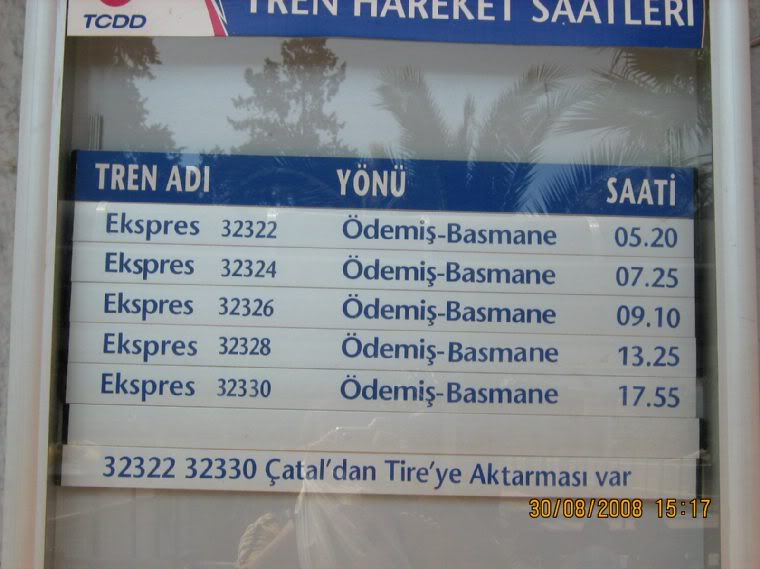 TCDD
TREN HAREKET SAATLERİ
TREN ADI YÖNÜ SAATİ
Ekspres 32322 Ödemiş-Basmane 05.20
Ekspres 32324 Ödemiş-Basmane 07.25
Ekspres 32326 Ödemiş-Basmane 09.10
Ekspres 32328 Ödemiş-Basmane 13.25
Ekspres 32330 Ödemiş-Basmane 17.55
32322 32330 Çatal'dan Tire'ye Aktarması var
30/08/2008 15:17